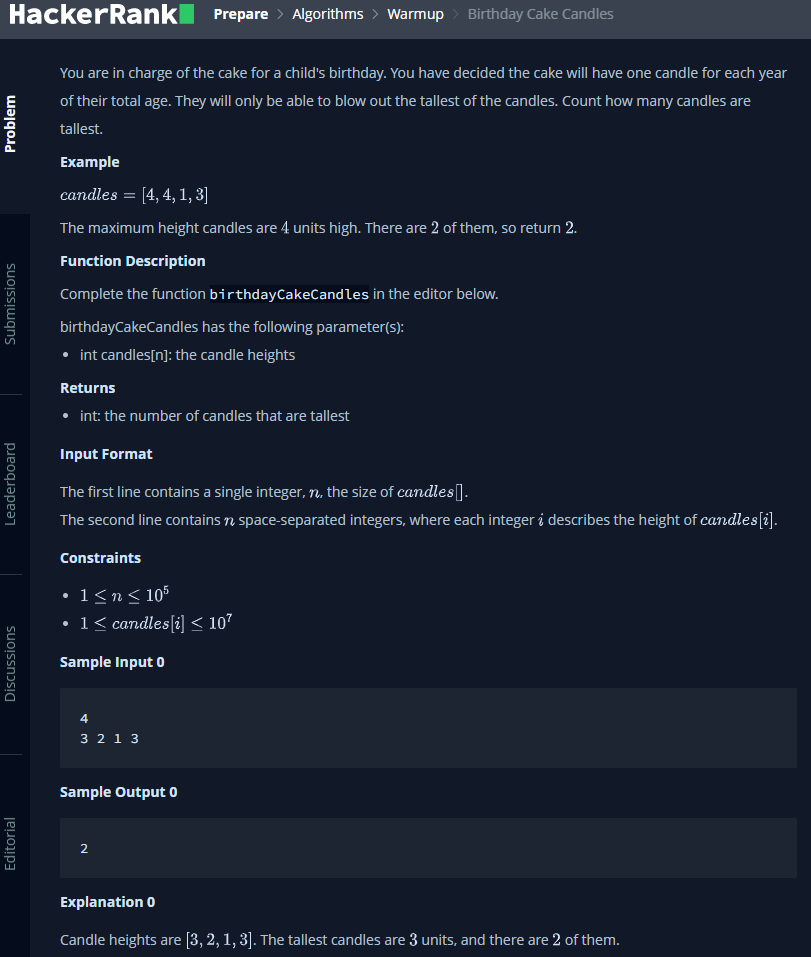 HackerRank Prepare > Algorithms > Warmup > Birthday Cake Candles
Problem
Submissions
Leaderboard
Discussions
Editorial
You are in charge of the cake for a child's birthday. You have decided the cake will have one candle for each year
of their total age. They will only be able to blow out the tallest of the candles. Count how many candles are
tallest.
Example
candles = [4, 4, 1, 3]
The maximum height candles are 4 units high. There are 2 of them, so return 2.
Function Description
Complete the function birthdayCakeCandles in the editor below.
birthdayCakeCandles has the following parameter(s):
• int candles[n]: the candle heights
Returns
• int: the number of candles that are tallest
Input Format
The first line contains a single integer, n, the size of candles[].
The second line contains n space-separated integers, where each integer i describes the height of candles[i].
Constraints
• 1 ≤ n ≤ 10⁵
• 1 ≤ candles[i] ≤ 10⁷
Sample Input 0
4
3 2 1 3
Sample Output 0
2
Explanation 0
Candle heights are [3, 2, 1, 3]. The tallest candles are 3 units, and there are 2 of them.